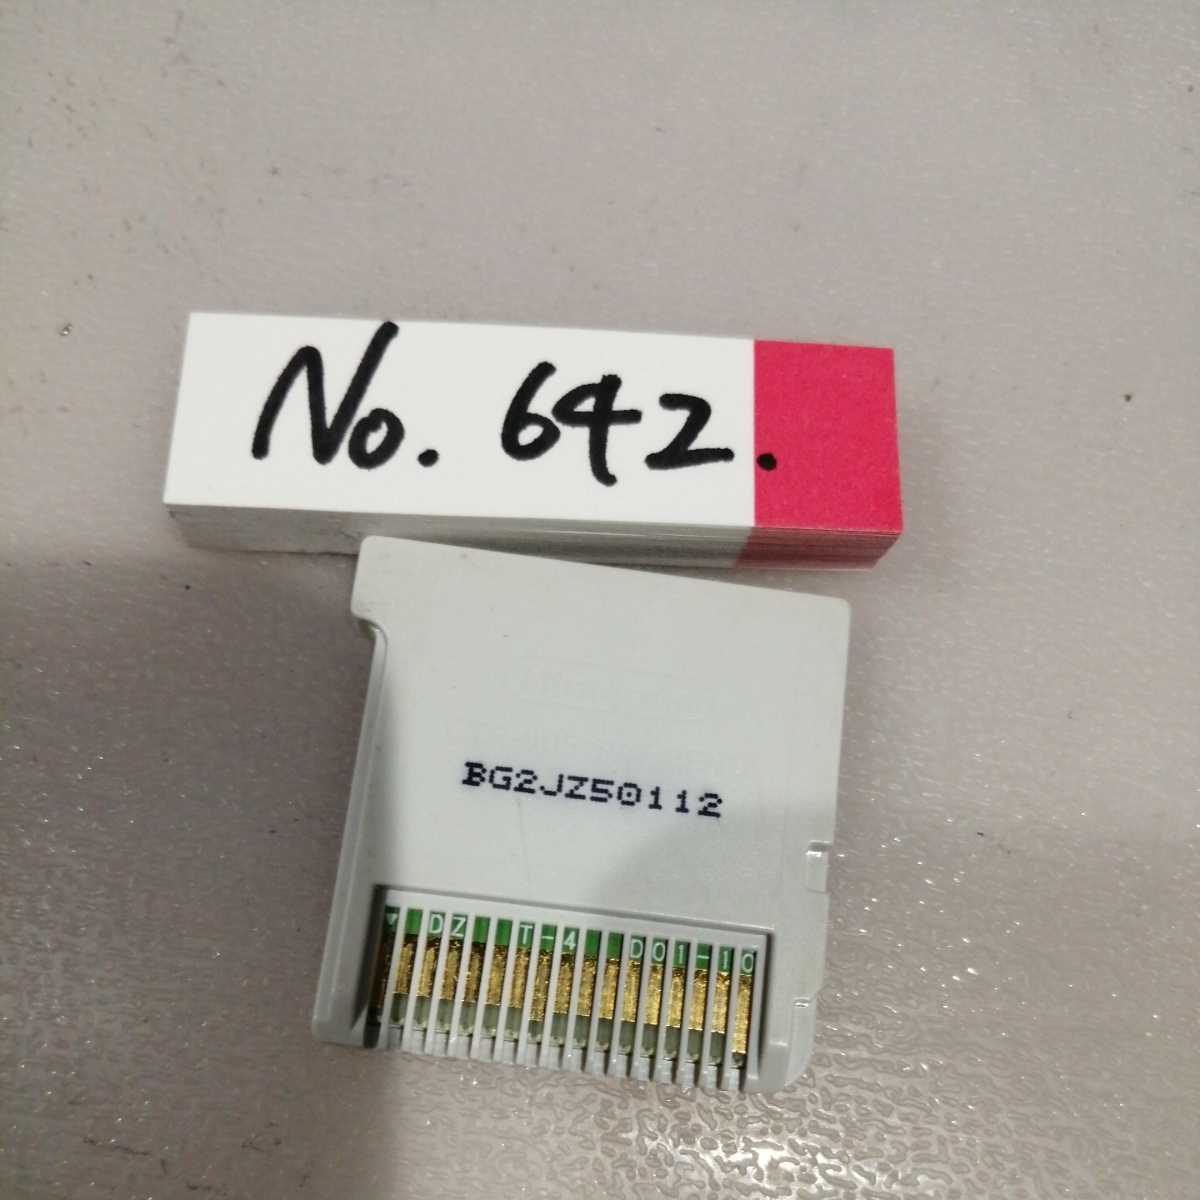 No. 642.
BG2JZ50112
DZ T-4 D01-10